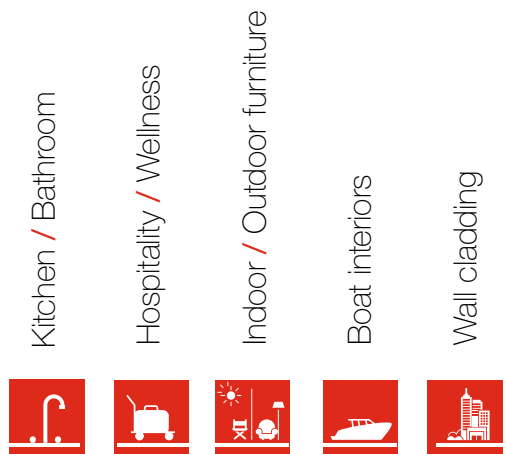 Kitchen / Bathroom
Hospitality / Wellness
Indoor / Outdoor furniture
Boat interiors
Wall cladding